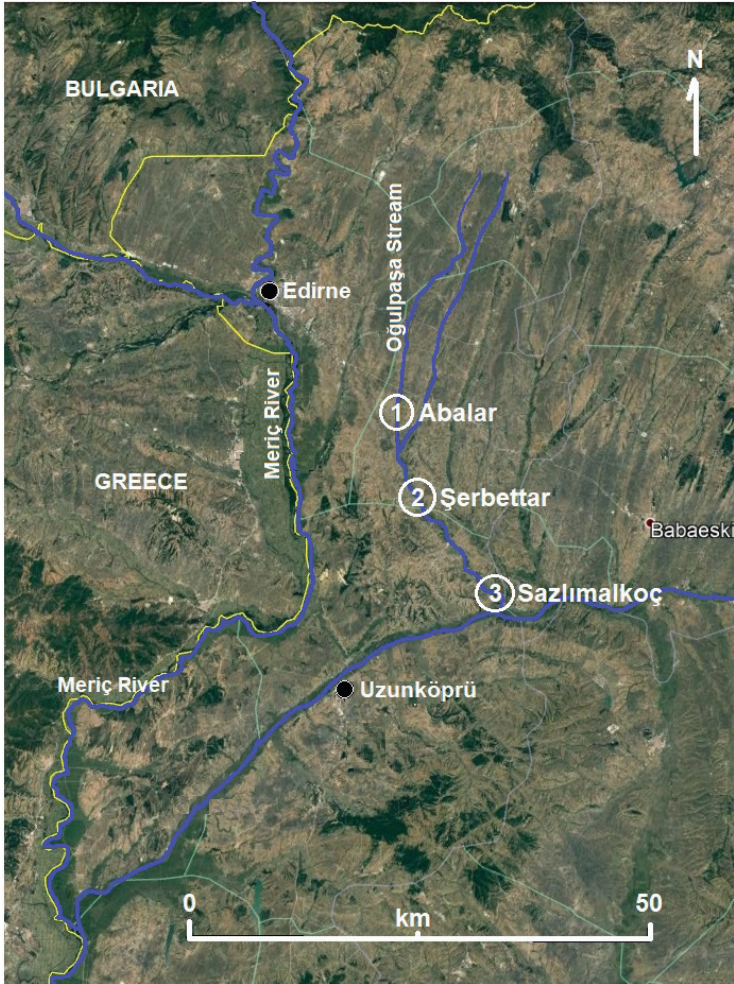 N
BULGARIA
Oğulpaşa Stream
Edirne
Meriç River
1 Abalar
GREECE
2 Şerbettar
Babaeski
3 Sazlımalkoç
Meriç River
Uzunköprü
0 50
km